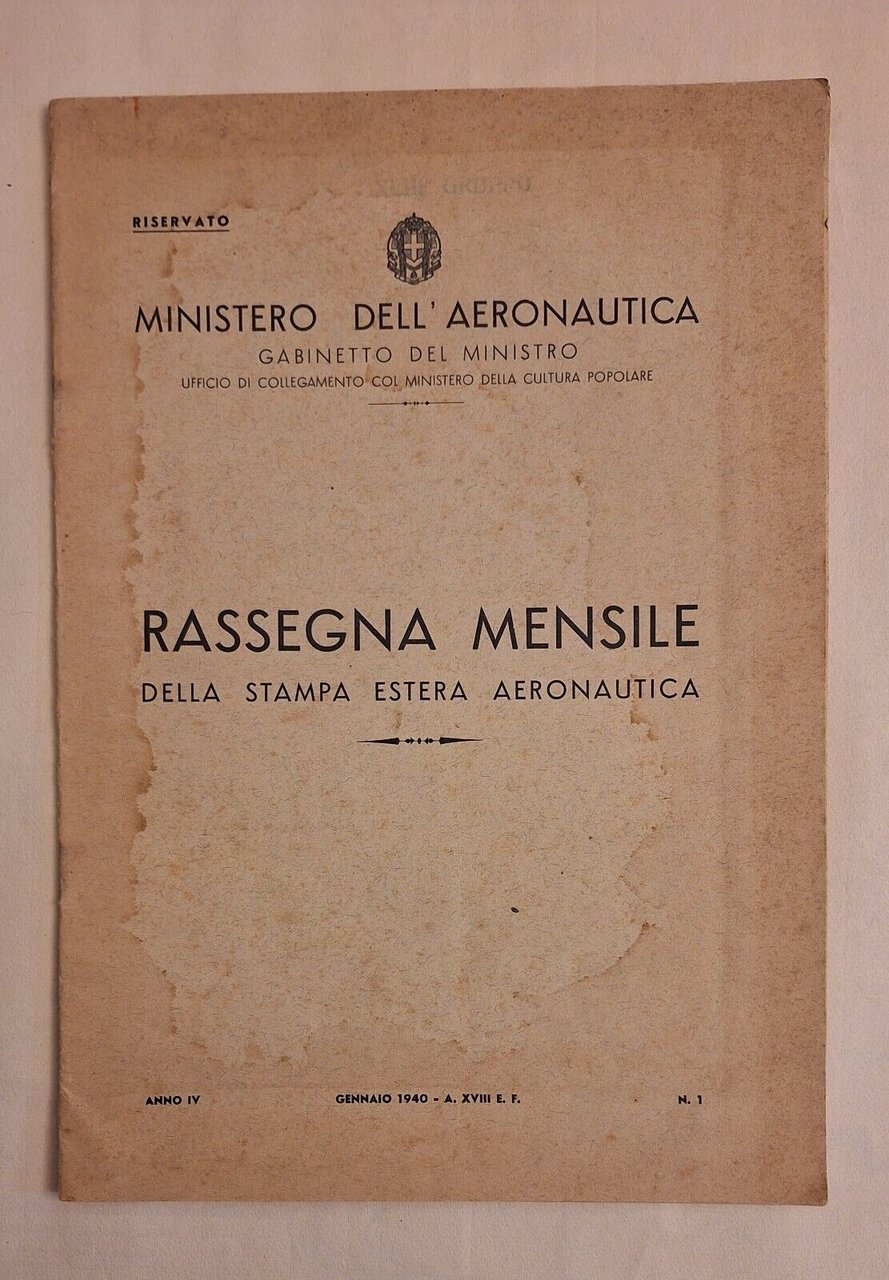 RISERVATO
MINISTERO DELL'AERONAUTICA
GABINETTO DEL MINISTRO
UFFICIO DI COLLEGAMENTO COL MINISTERO DELLA CULTURA POPOLARE
RASSEGNA MENSILE
DELLA STAMPA ESTERA AERONAUTICA
ANNO IV GENNAIO 1940 - A. XVIII E. F. N. 1